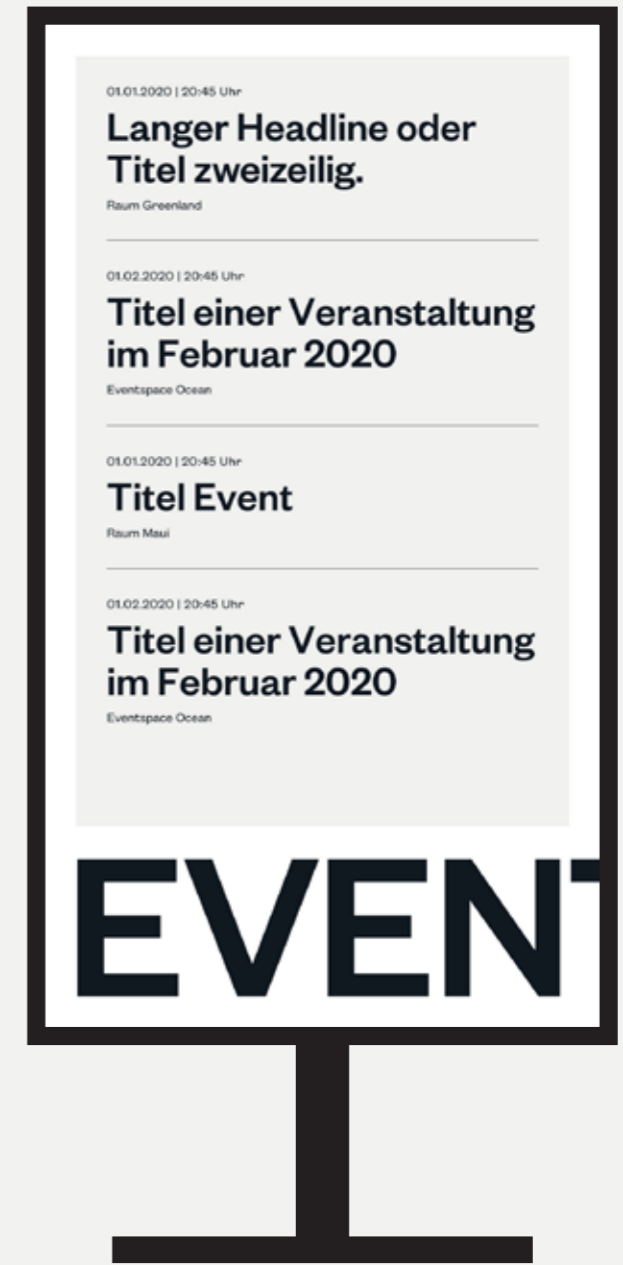 01.01.2020 | 20:45 Uhr
Langer Headline oder
Titel zweizeilig.
Raum Greenland
01.02.2020 | 20:45 Uhr
Titel einer Veranstaltung
im Februar 2020
Eventspace Ocean
01.01.2020 | 20:45 Uhr
Titel Event
Raum Maui
01.02.2020 | 20:45 Uhr
Titel einer Veranstaltung
im Februar 2020
Eventspace Ocean
EVENT